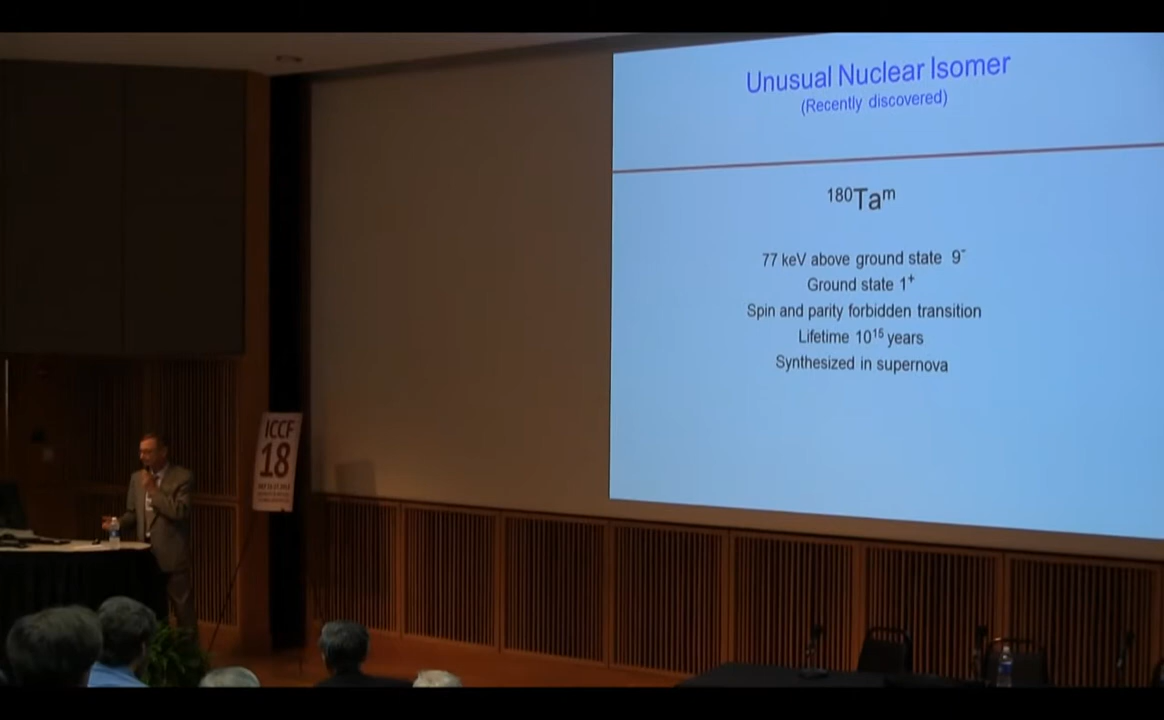 Unusual Nuclear Isomer
(Recently discovered)
¹⁸⁰Taᵐ
77 keV above ground state 9⁻
Ground state 1⁺
Spin and parity forbidden transition
Lifetime 10¹⁵ years
Synthesized in supernova
ICCF
18